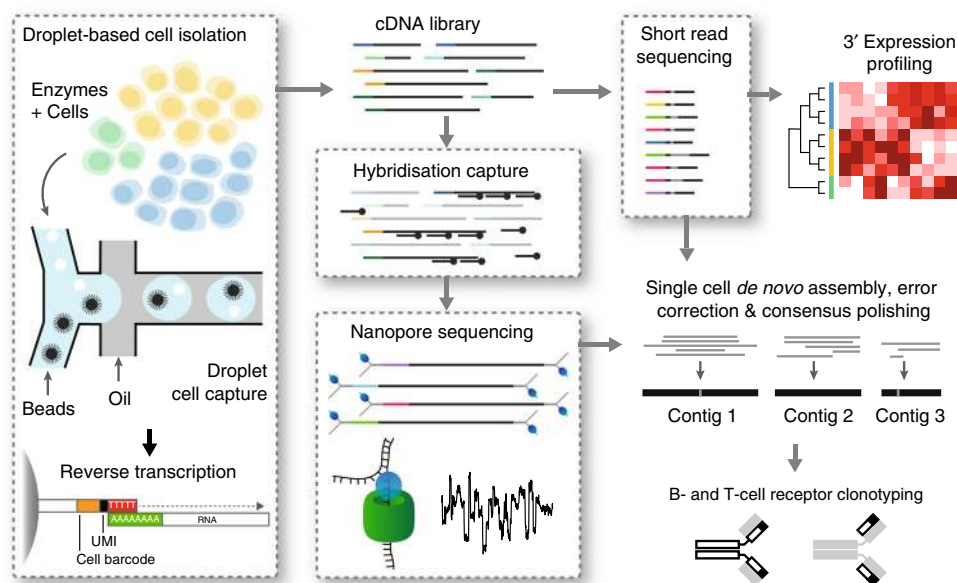 Droplet-based cell isolation
Enzymes
+ Cells
Beads
Oil
Droplet
cell capture
Reverse transcription
TTTTTT
AAAAAAAA
RNA
UMI
Cell barcode
cDNA library
Hybridisation capture
Nanopore sequencing
Short read
sequencing
3′ Expression
profiling
Single cell de novo assembly, error
correction & consensus polishing
Contig 1
Contig 2
Contig 3
B- and T-cell receptor clonotyping